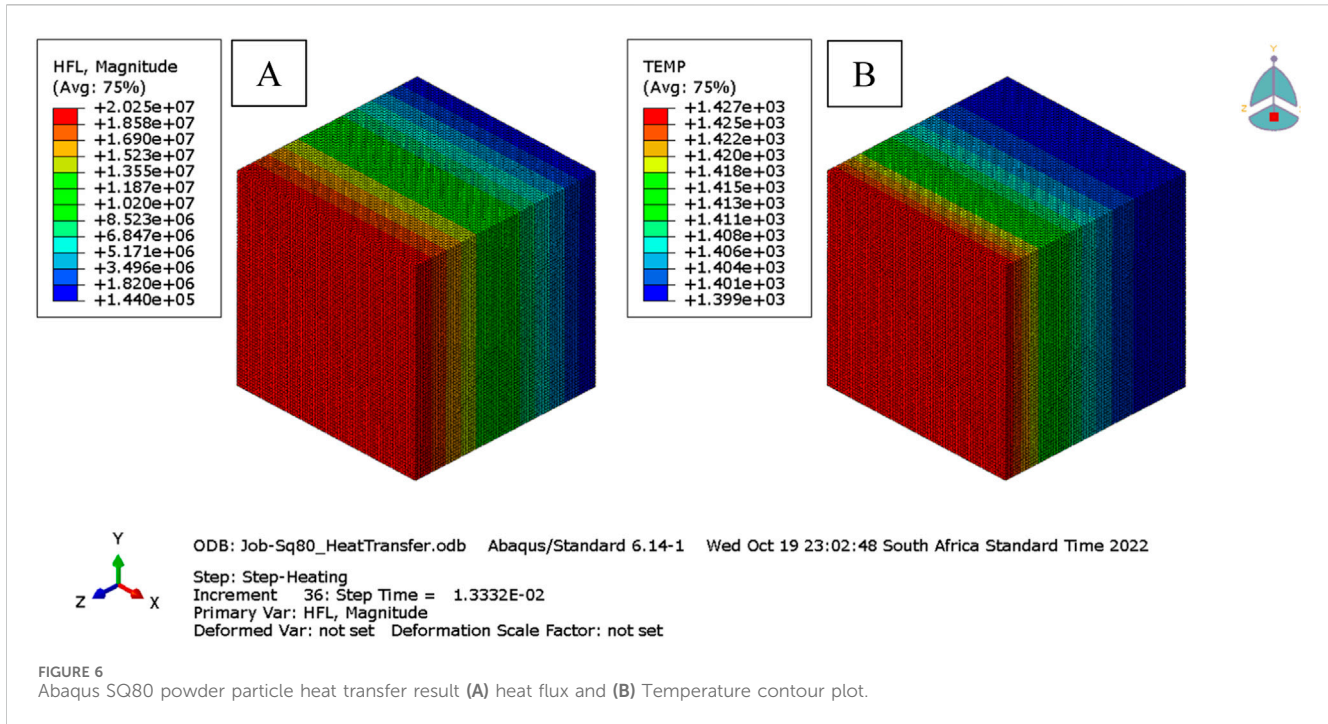 HFL, Magnitude
(Avg: 75%)
+2.025e+07
+1.858e+07
+1.690e+07
+1.523e+07
+1.355e+07
+1.187e+07
+1.020e+07
+8.523e+06
+6.847e+06
+5.171e+06
+3.496e+06
+1.820e+06
+1.440e+05
A
TEMP
(Avg: 75%)
+1.427e+03
+1.425e+03
+1.422e+03
+1.420e+03
+1.418e+03
+1.415e+03
+1.413e+03
+1.411e+03
+1.408e+03
+1.406e+03
+1.404e+03
+1.401e+03
+1.399e+03
B
Y
Z
Y
Z
X
ODB: Job-Sq80_HeatTransfer.odb Abaqus/Standard 6.14-1 Wed Oct 19 23:02:48 South Africa Standard Time 2022
Step: Step-Heating
Increment 36: Step Time = 1.3332E-02
Primary Var: HFL, Magnitude
Deformed Var: not set Deformation Scale Factor: not set
FIGURE 6
Abaqus SQ80 powder particle heat transfer result (A) heat flux and (B) Temperature contour plot.